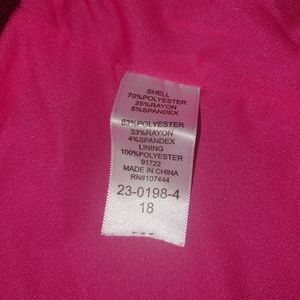 SHELL
70%POLYESTER
25%RAYON
5%SPANDEX
63%POLYESTER
33%RAYON
4%SPANDEX
LINING
100%POLYESTER
91722
MADE IN CHINA
RN#107444
23-0198-4
18